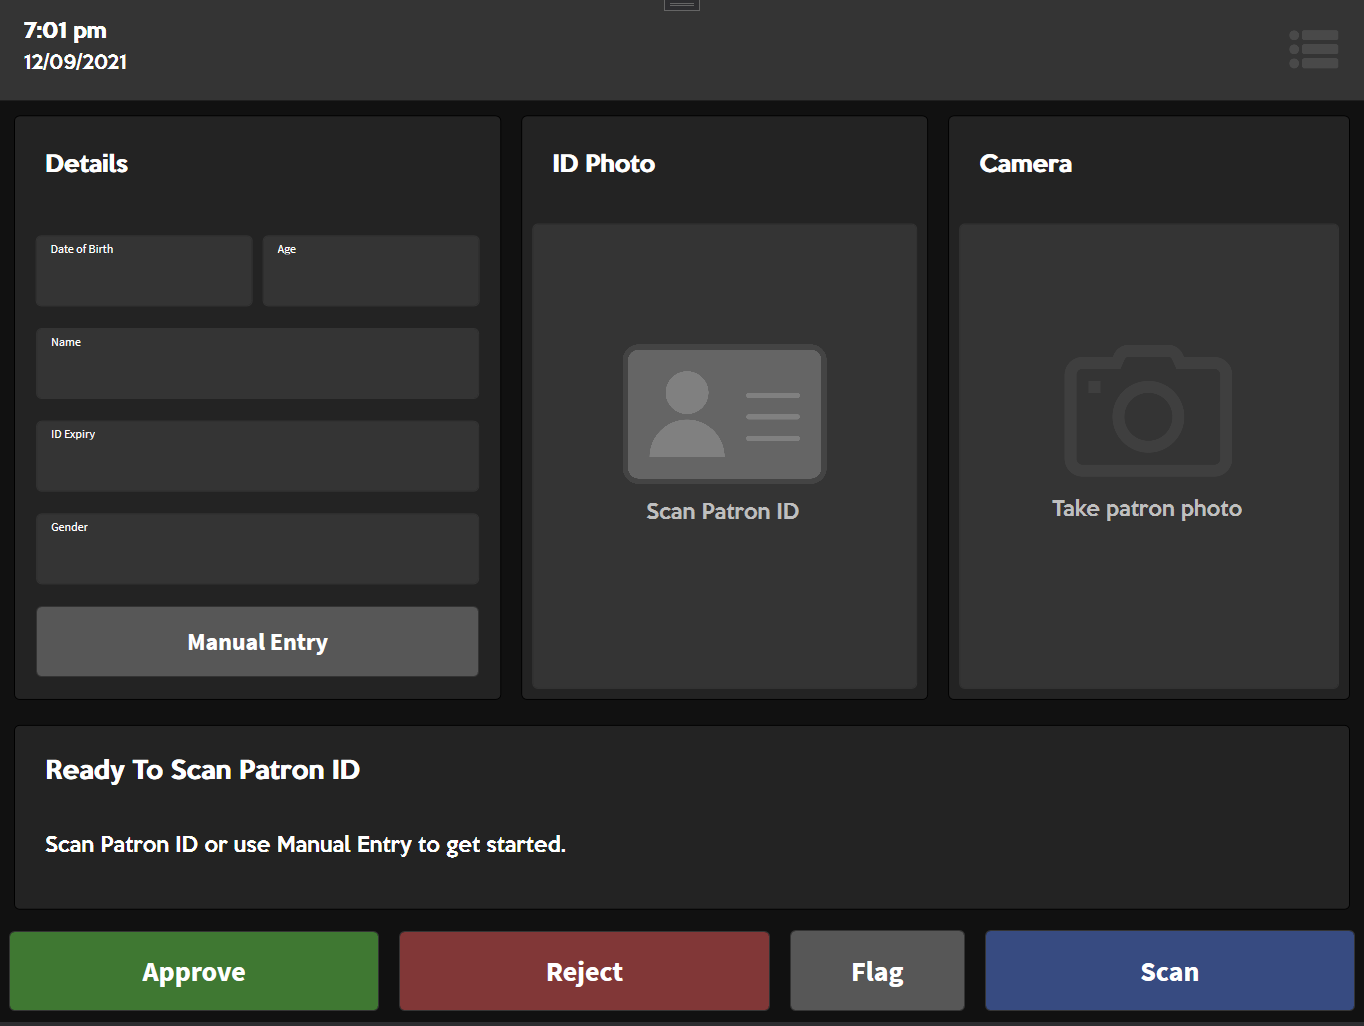 7:01 pm
12/09/2021
Details
Date of Birth
Age
Name
ID Expiry
Gender
Manual Entry
ID Photo
Scan Patron ID
Camera
Take patron photo
Ready To Scan Patron ID
Scan Patron ID or use Manual Entry to get started.
Approve
Reject
Flag
Scan